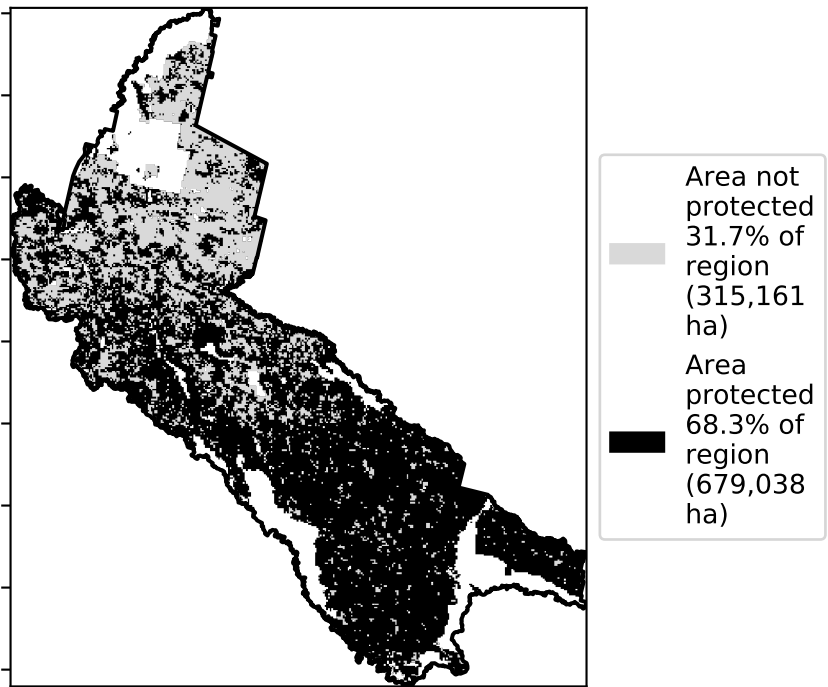 Area not
protected
31.7% of
region
(315,161
ha)
Area
protected
68.3% of
region
(679,038
ha)